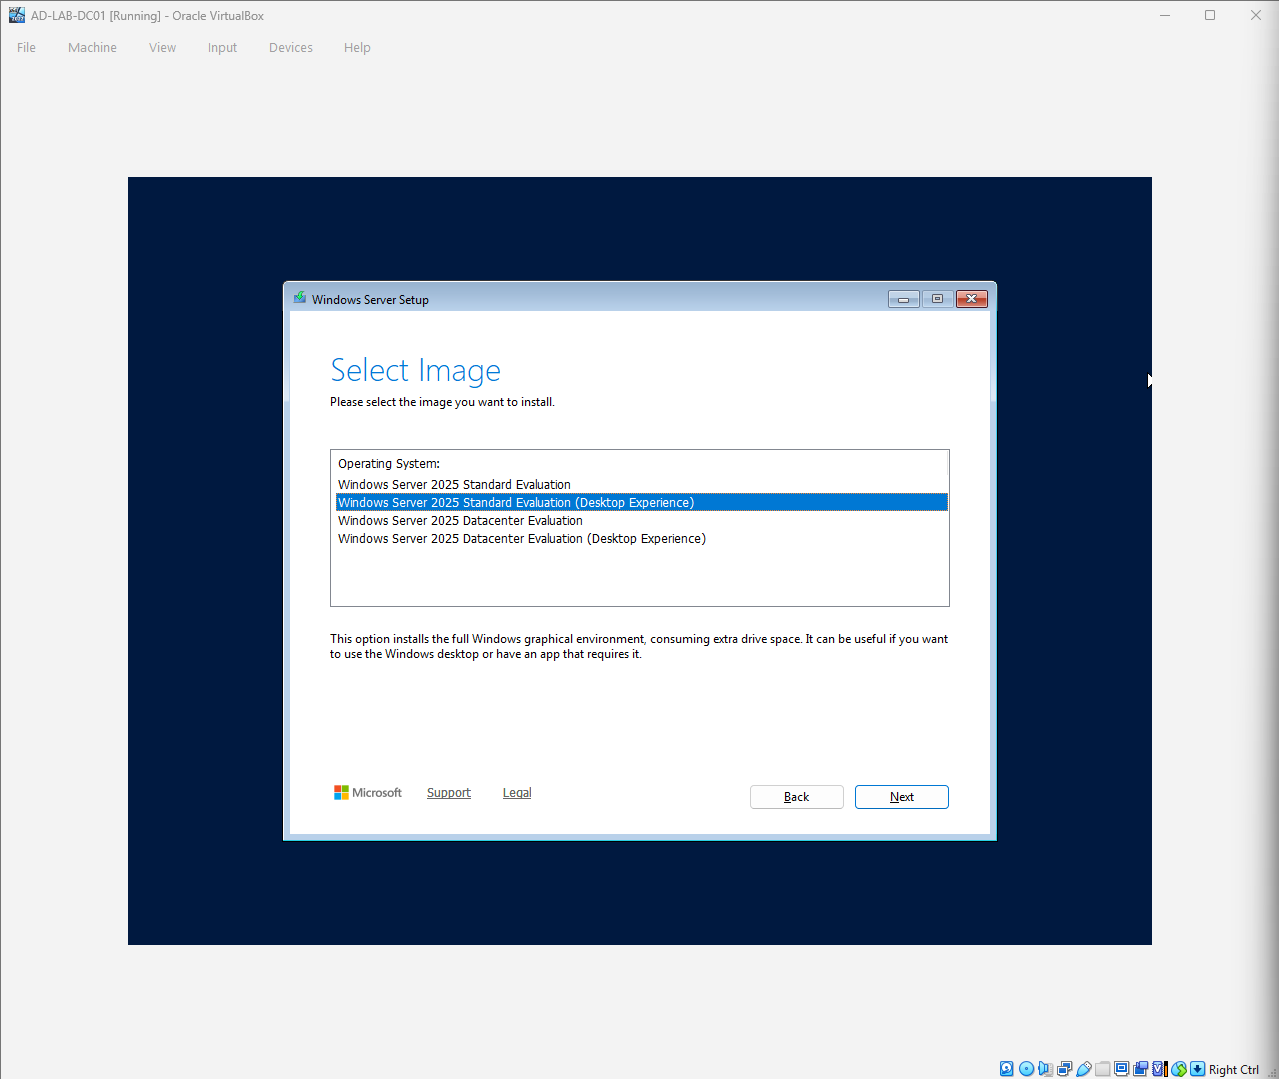 AD-LAB-DC01 [Running] - Oracle VirtualBox
File Machine View Input Devices Help
Windows Server Setup
Select Image
Please select the image you want to install.
Operating System:
Windows Server 2025 Standard Evaluation
Windows Server 2025 Standard Evaluation (Desktop Experience)
Windows Server 2025 Datacenter Evaluation
Windows Server 2025 Datacenter Evaluation (Desktop Experience)
This option installs the full Windows graphical environment, consuming extra drive space. It can be useful if you want
to use the Windows desktop or have an app that requires it.
Microsoft Support Legal Back Next
Right Ctrl